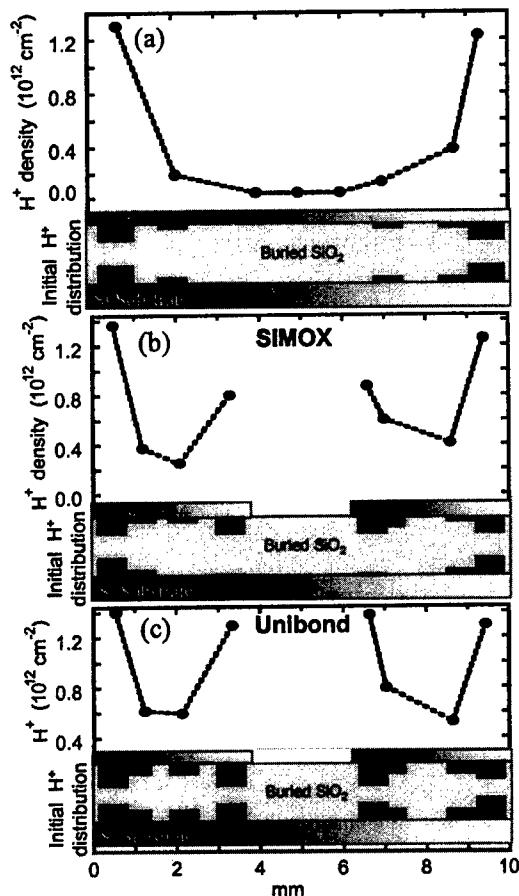 (a)
H⁺ density (10¹² cm⁻²)
1.2
0.8
0.4
0.0
Initial H⁺
distribution
Buried SiO₂
Si Substrate
(b)
SIMOX
H⁺ density (10¹² cm⁻²)
1.2
0.8
0.4
0.0
Initial H⁺
distribution
Buried SiO₂
Si Substrate
(c)
Unibond
H⁺ (10¹² cm⁻²)
1.2
0.8
0.4
Initial H⁺
distribution
Buried SiO₂
Si Substrate
0 2 4 6 8 10
mm